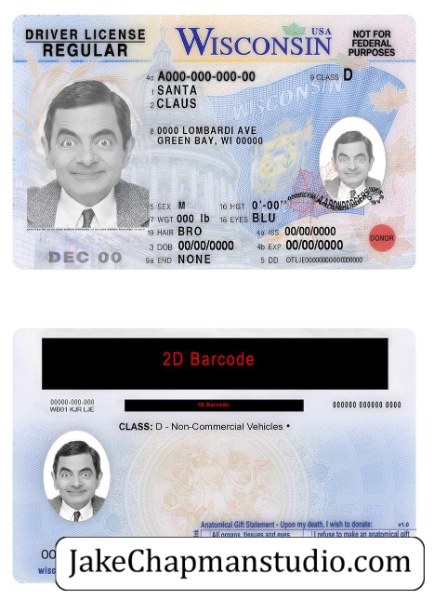 DRIVER LICENSE
REGULAR
WISCONSIN USA
NOT FOR
FEDERAL
PURPOSES
4d A000-000-000-00
9 CLASS D
1 SANTA
2 CLAUS
8 0000 LOMBARDI AVE
GREEN BAY, WI 00000
WISCONSIN
5 SEX M 16 HGT 0'-00"
17 WGT 000 lb 18 EYES BLU
19 HAIR BRO 4a ISS 00/00/0000
3 DOB 00/00/0000 4b EXP 00/00/0000
9a END NONE 5 DD OTLIE0000000000000000
DEC 00
DONOR
2D Barcode
00000-000-000
W801 KJR LJE
1D Barcode
000000 000000 0000
CLASS: D - Non-Commercial Vehicles •
Anatomical Gift Statement - Upon my death, I wish to donate: v1.0
All organs, tissues and eyes
I refuse to make an anatomical gift
00
wisc
JakeChapmanstudio.com